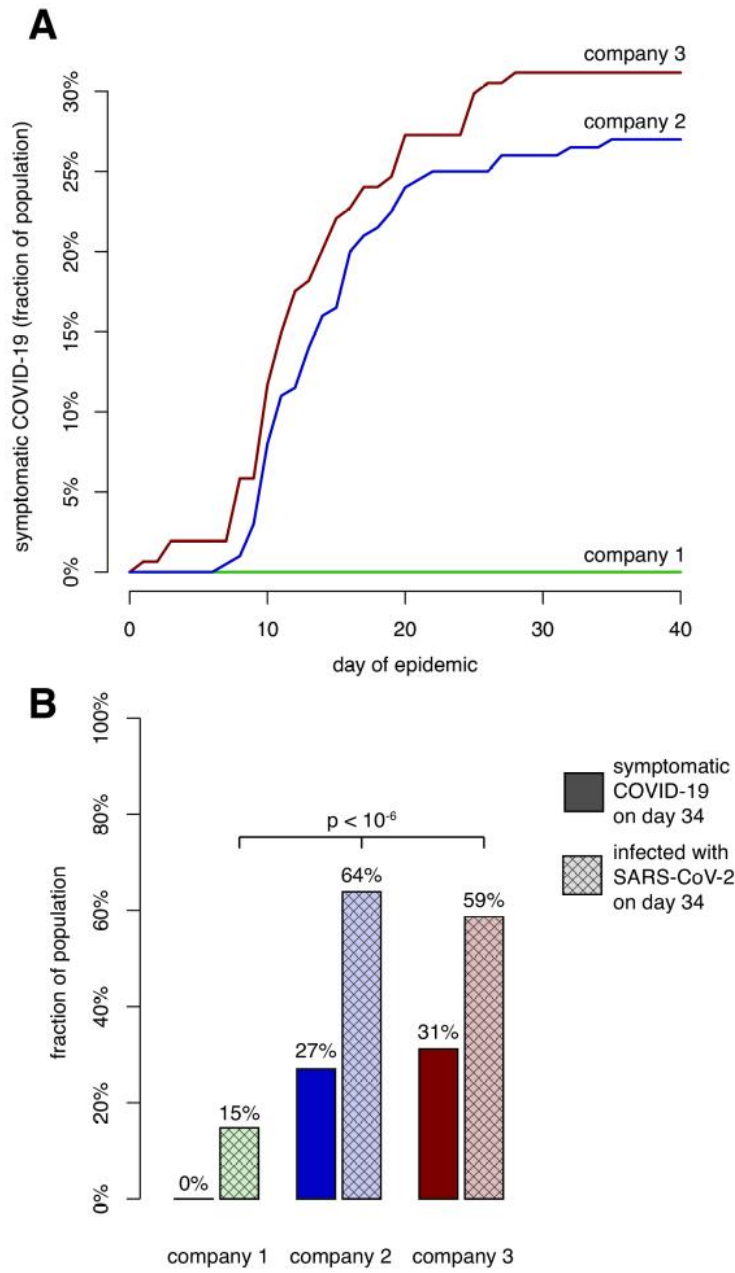 A
company 3
company 2
company 1
symptomatic COVID-19 (fraction of population)
30%
25%
20%
15%
10%
5%
0%
0
10
20
30
40
day of epidemic
B
fraction of population
100%
80%
60%
40%
20%
0%
p < 10⁻⁶
64%
59%
27%
31%
15%
0%
company 1
company 2
company 3
symptomatic
COVID-19
on day 34
infected with
SARS-CoV-2
on day 34